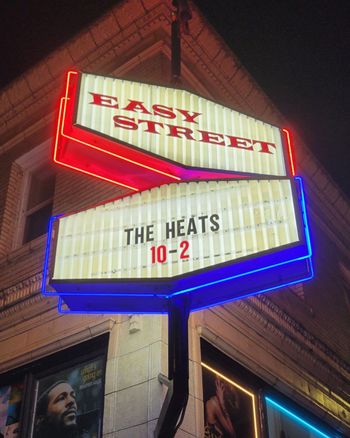 EASY
STREET
THE HEATS
10-2